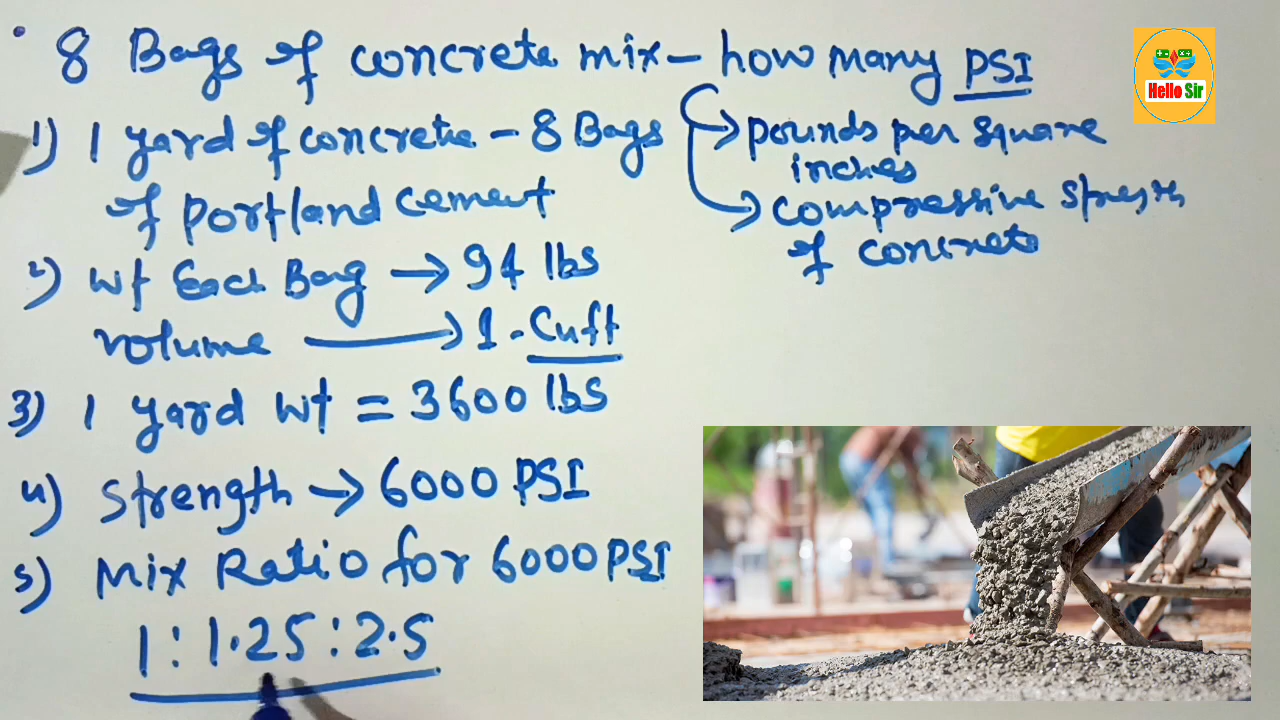 8 Bags of concrete mix – how many PSI
Hello Sir
1) 1 yard of concrete – 8 Bags
of portland cement
→ pounds per square
inches
→ compressive strength
of concrete
2) wt Each Bag → 94 lbs
volume → 1 - Cuft
3) 1 yard wt = 3600 lbs
4) strength → 6000 PSI
5) Mix Ratio for 6000 PSI
1 : 1.25 : 2.5